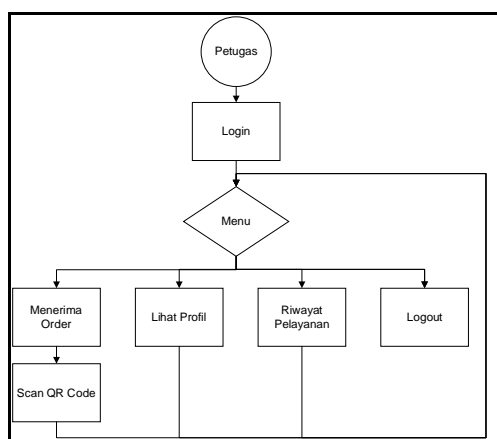 Petugas
Login
Menu
Menerima
Order
Lihat Profil
Riwayat
Pelayanan
Logout
Scan QR Code